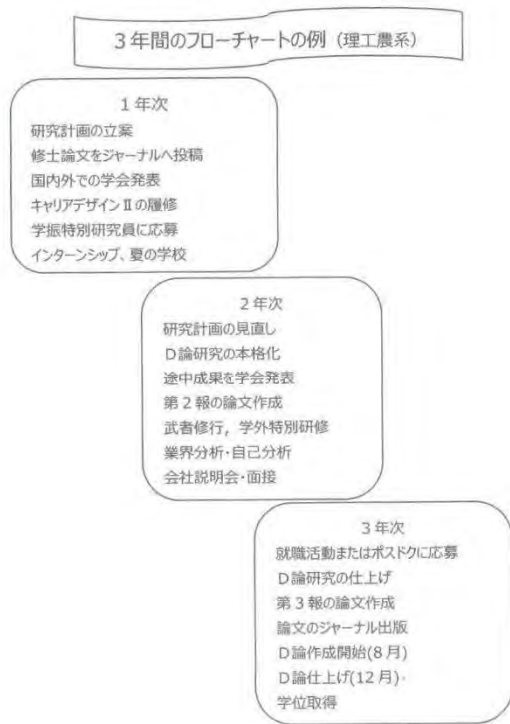 3年間のフローチャートの例（理工農系）
1年次
研究計画の立案
修士論文をジャーナルへ投稿
国内外での学会発表
キャリアデザインⅡの履修
学振特別研究員に応募
インターンシップ、夏の学校
2年次
研究計画の見直し
D論研究の本格化
途中成果を学会発表
第2報の論文作成
武者修行，学外特別研修
業界分析・自己分析
会社説明会・面接
3年次
就職活動またはポスドクに応募
D論研究の仕上げ
第3報の論文作成
論文のジャーナル出版
D論作成開始(8月)
D論仕上げ(12月)
学位取得